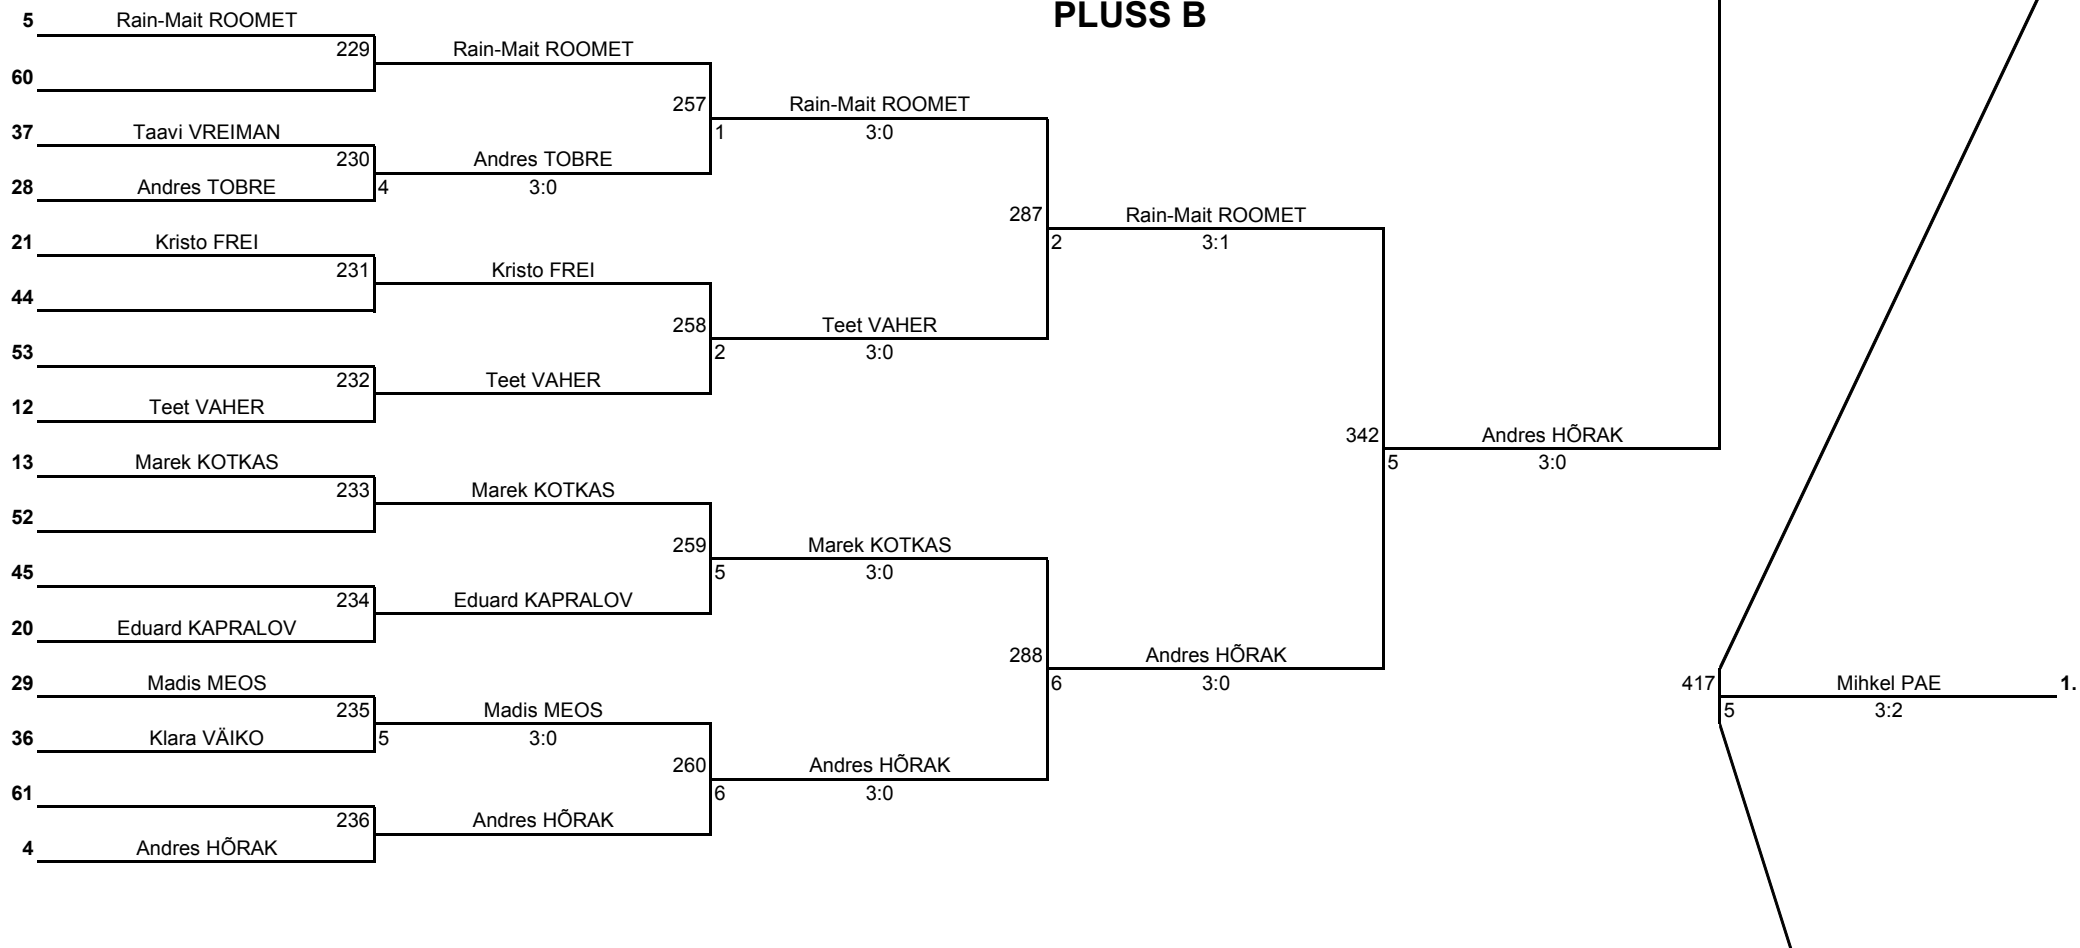 PLUSS B
5 Rain-Mait ROOMET
229 Rain-Mait ROOMET
60
257 Rain-Mait ROOMET
37 Taavi VREIMAN
1 3:0
230 Andres TOBRE
28 Andres TOBRE 4 3:0
287 Rain-Mait ROOMET
21 Kristo FREI
2 3:1
231 Kristo FREI
44
258 Teet VAHER
53
2 3:0
232 Teet VAHER
12 Teet VAHER
342 Andres HÕRAK
13 Marek KOTKAS
5 3:0
233 Marek KOTKAS
52
259 Marek KOTKAS
45
5 3:0
234 Eduard KAPRALOV
20 Eduard KAPRALOV
288 Andres HÕRAK
29 Madis MEOS
6 3:0
417 Mihkel PAE 1.
235 Madis MEOS
5 3:2
36 Klara VÄIKO 5 3:0
260 Andres HÕRAK
61
6 3:0
236 Andres HÕRAK
4 Andres HÕRAK